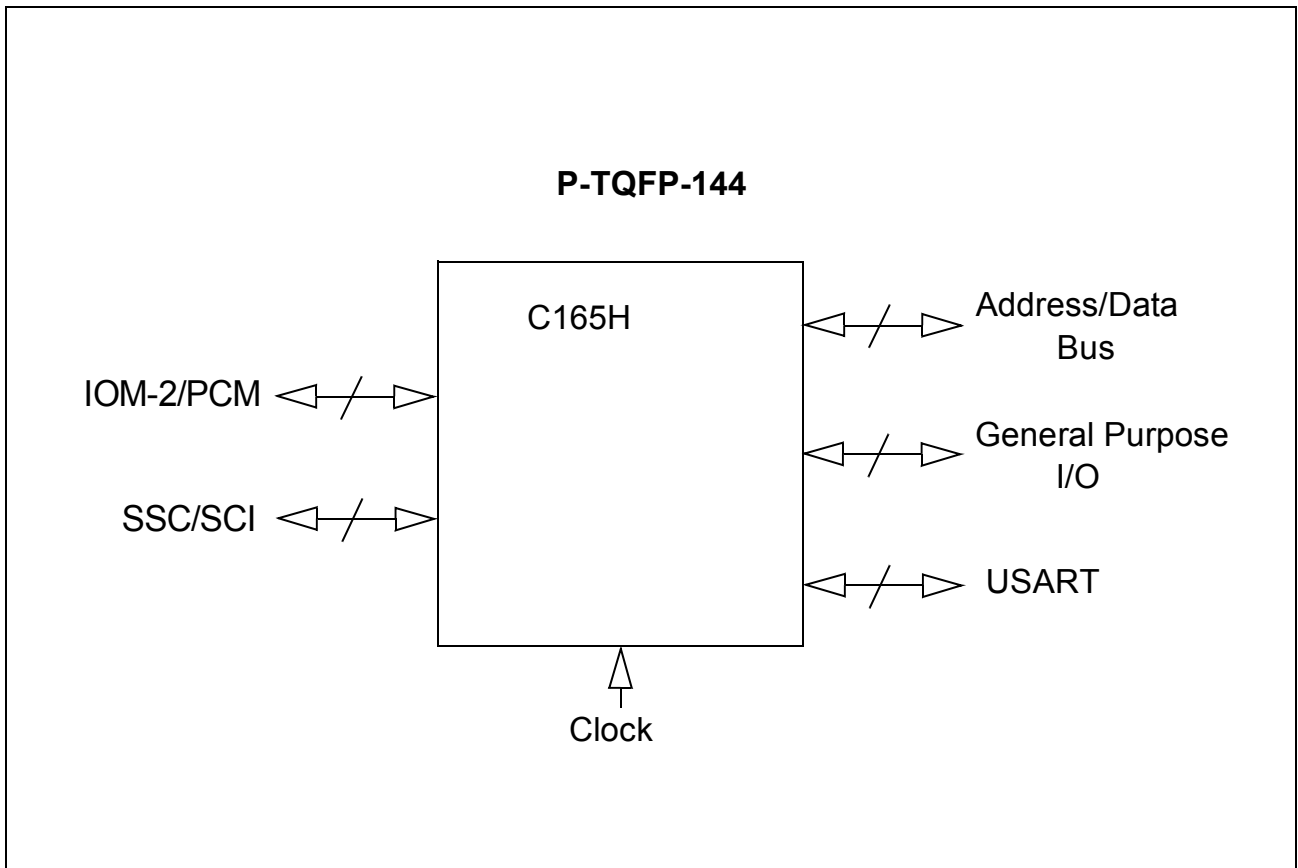 P-TQFP-144
C165H
IOM-2/PCM
SSC/SCI
Address/Data
Bus
General Purpose
I/O
USART
Clock